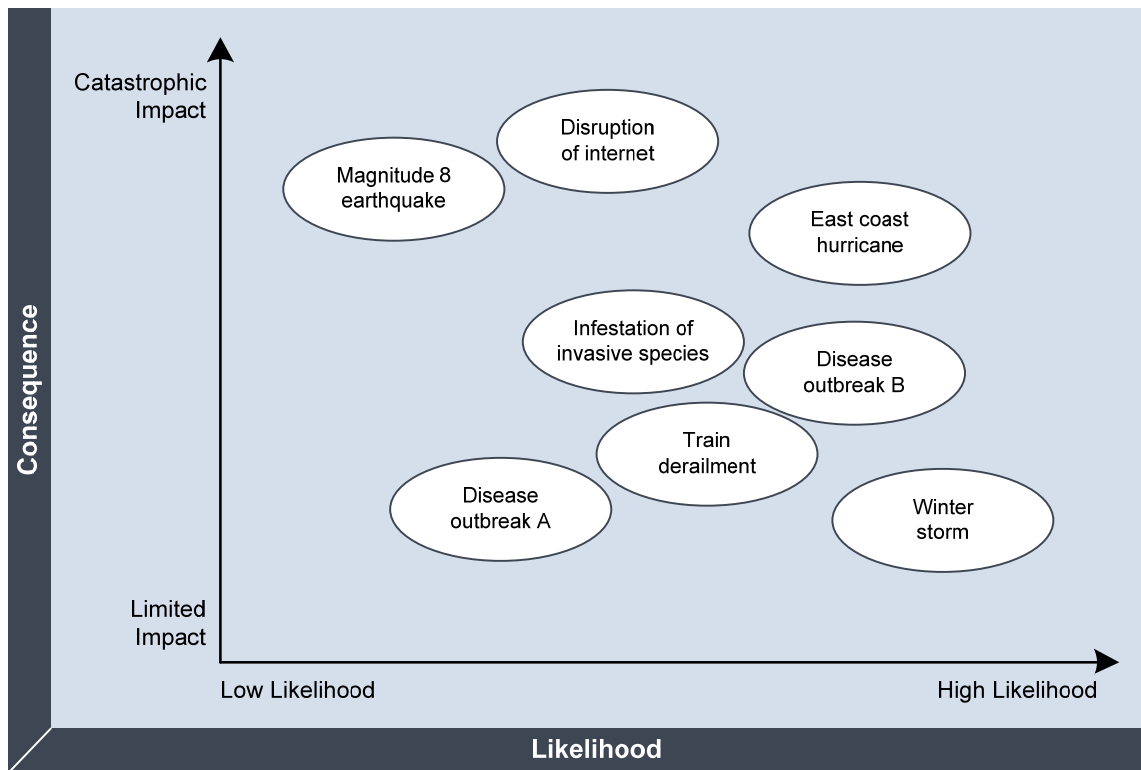 Catastrophic
Impact
Disruption
of internet
Magnitude 8
earthquake
East coast
hurricane
Infestation of
invasive species
Disease
outbreak B
Train
derailment
Disease
outbreak A
Winter
storm
Limited
Impact
Low Likelihood
High Likelihood
Consequence
Likelihood